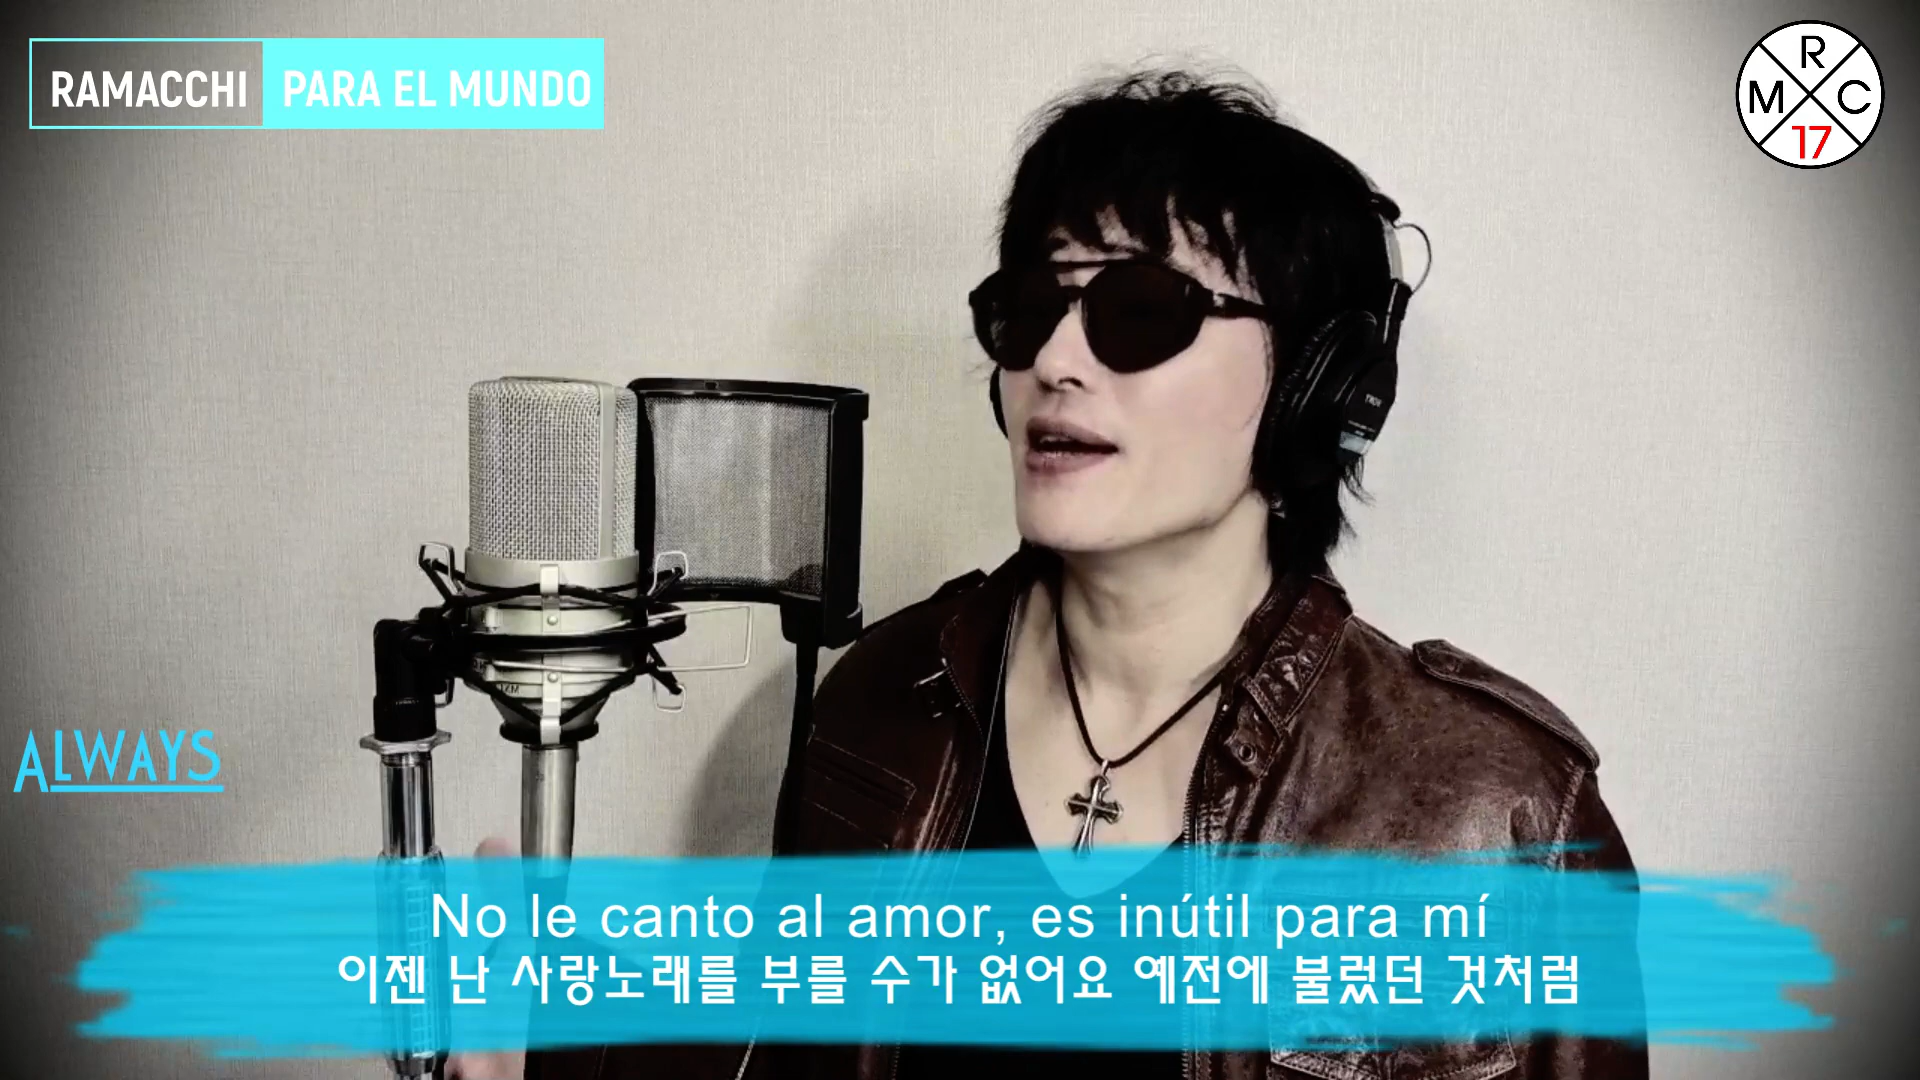 RAMACCHI PARA EL MUNDO
R
M C
17
ALWAYS
No le canto al amor, es inútil para mí
이젠 난 사랑노래를 부를 수가 없어요 예전에 불렀던 것처럼